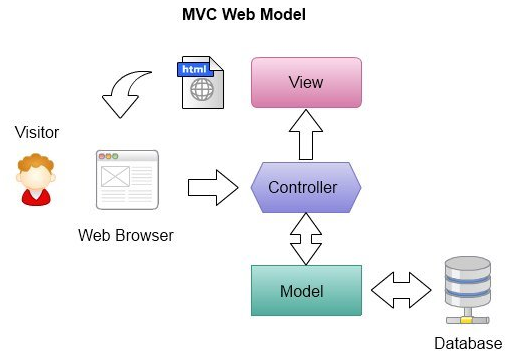 MVC Web Model
html
View
Visitor
Controller
Web Browser
Model
Database